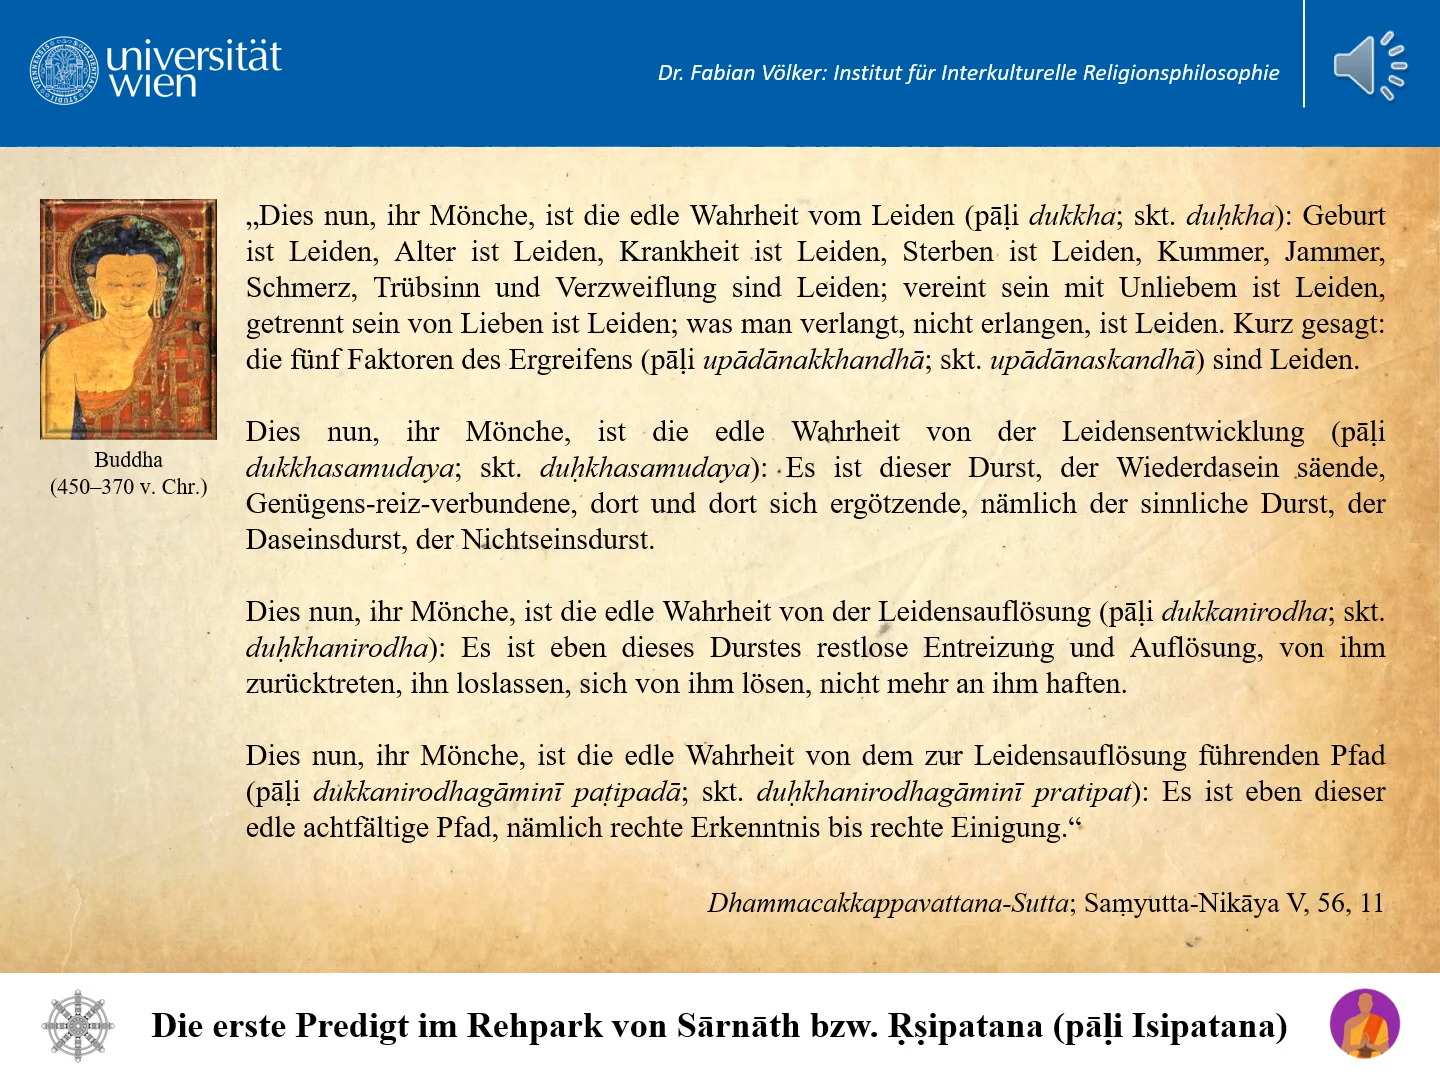 universität
wien
Dr. Fabian Völker: Institut für Interkulturelle Religionsphilosophie
„Dies nun, ihr Mönche, ist die edle Wahrheit vom Leiden (pāḷi dukkha; skt. duḥkha): Geburt
ist Leiden, Alter ist Leiden, Krankheit ist Leiden, Sterben ist Leiden, Kummer, Jammer,
Schmerz, Trübsinn und Verzweiflung sind Leiden; vereint sein mit Unliebem ist Leiden,
getrennt sein von Lieben ist Leiden; was man verlangt, nicht erlangen, ist Leiden. Kurz gesagt:
die fünf Faktoren des Ergreifens (pāḷi upādānakkhandhā; skt. upādānaskandhā) sind Leiden.
Buddha
(450–370 v. Chr.)
Dies nun, ihr Mönche, ist die edle Wahrheit von der Leidensentwicklung (pāḷi
dukkhasamudaya; skt. duḥkhasamudaya): Es ist dieser Durst, der Wiederdasein säende,
Genügens-reiz-verbundene, dort und dort sich ergötzende, nämlich der sinnliche Durst, der
Daseinsdurst, der Nichtseinsdurst.
Dies nun, ihr Mönche, ist die edle Wahrheit von der Leidensauflösung (pāḷi dukkanirodha; skt.
duḥkhanirodha): Es ist eben dieses Durstes restlose Entreizung und Auflösung, von ihm
zurücktreten, ihn loslassen, sich von ihm lösen, nicht mehr an ihm haften.
Dies nun, ihr Mönche, ist die edle Wahrheit von dem zur Leidensauflösung führenden Pfad
(pāḷi dukkanirodhagāminī paṭipadā; skt. duḥkhanirodhagāminī pratipat): Es ist eben dieser
edle achtfältige Pfad, nämlich rechte Erkenntnis bis rechte Einigung.“
Dhammacakkappavattana-Sutta; Saṃyutta-Nikāya V, 56, 11
Die erste Predigt im Rehpark von Sārnāth bzw. Ṛṣipatana (pāḷi Isipatana)